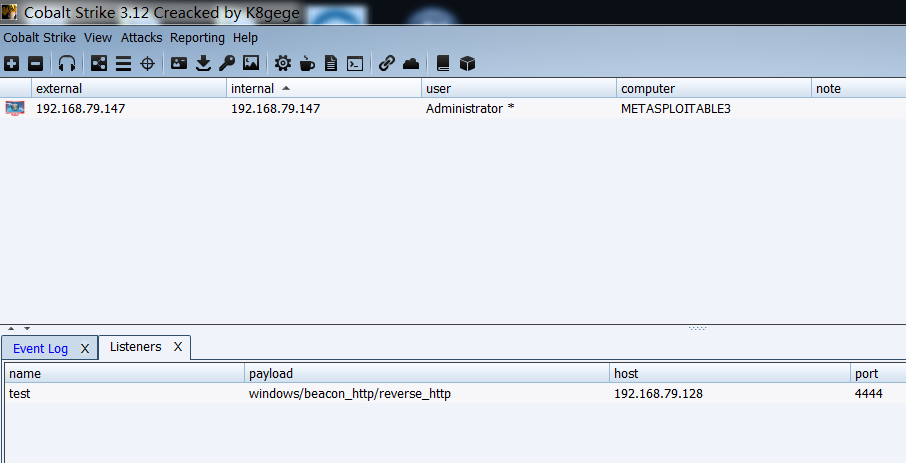 Cobalt Strike 3.12 Creacked by K8gege
Cobalt Strike View Attacks Reporting Help
external internal user computer note
192.168.79.147 192.168.79.147 Administrator * METASPLOITABLE3
Event Log X Listeners X
name payload host port
test windows/beacon_http/reverse_http 192.168.79.128 4444